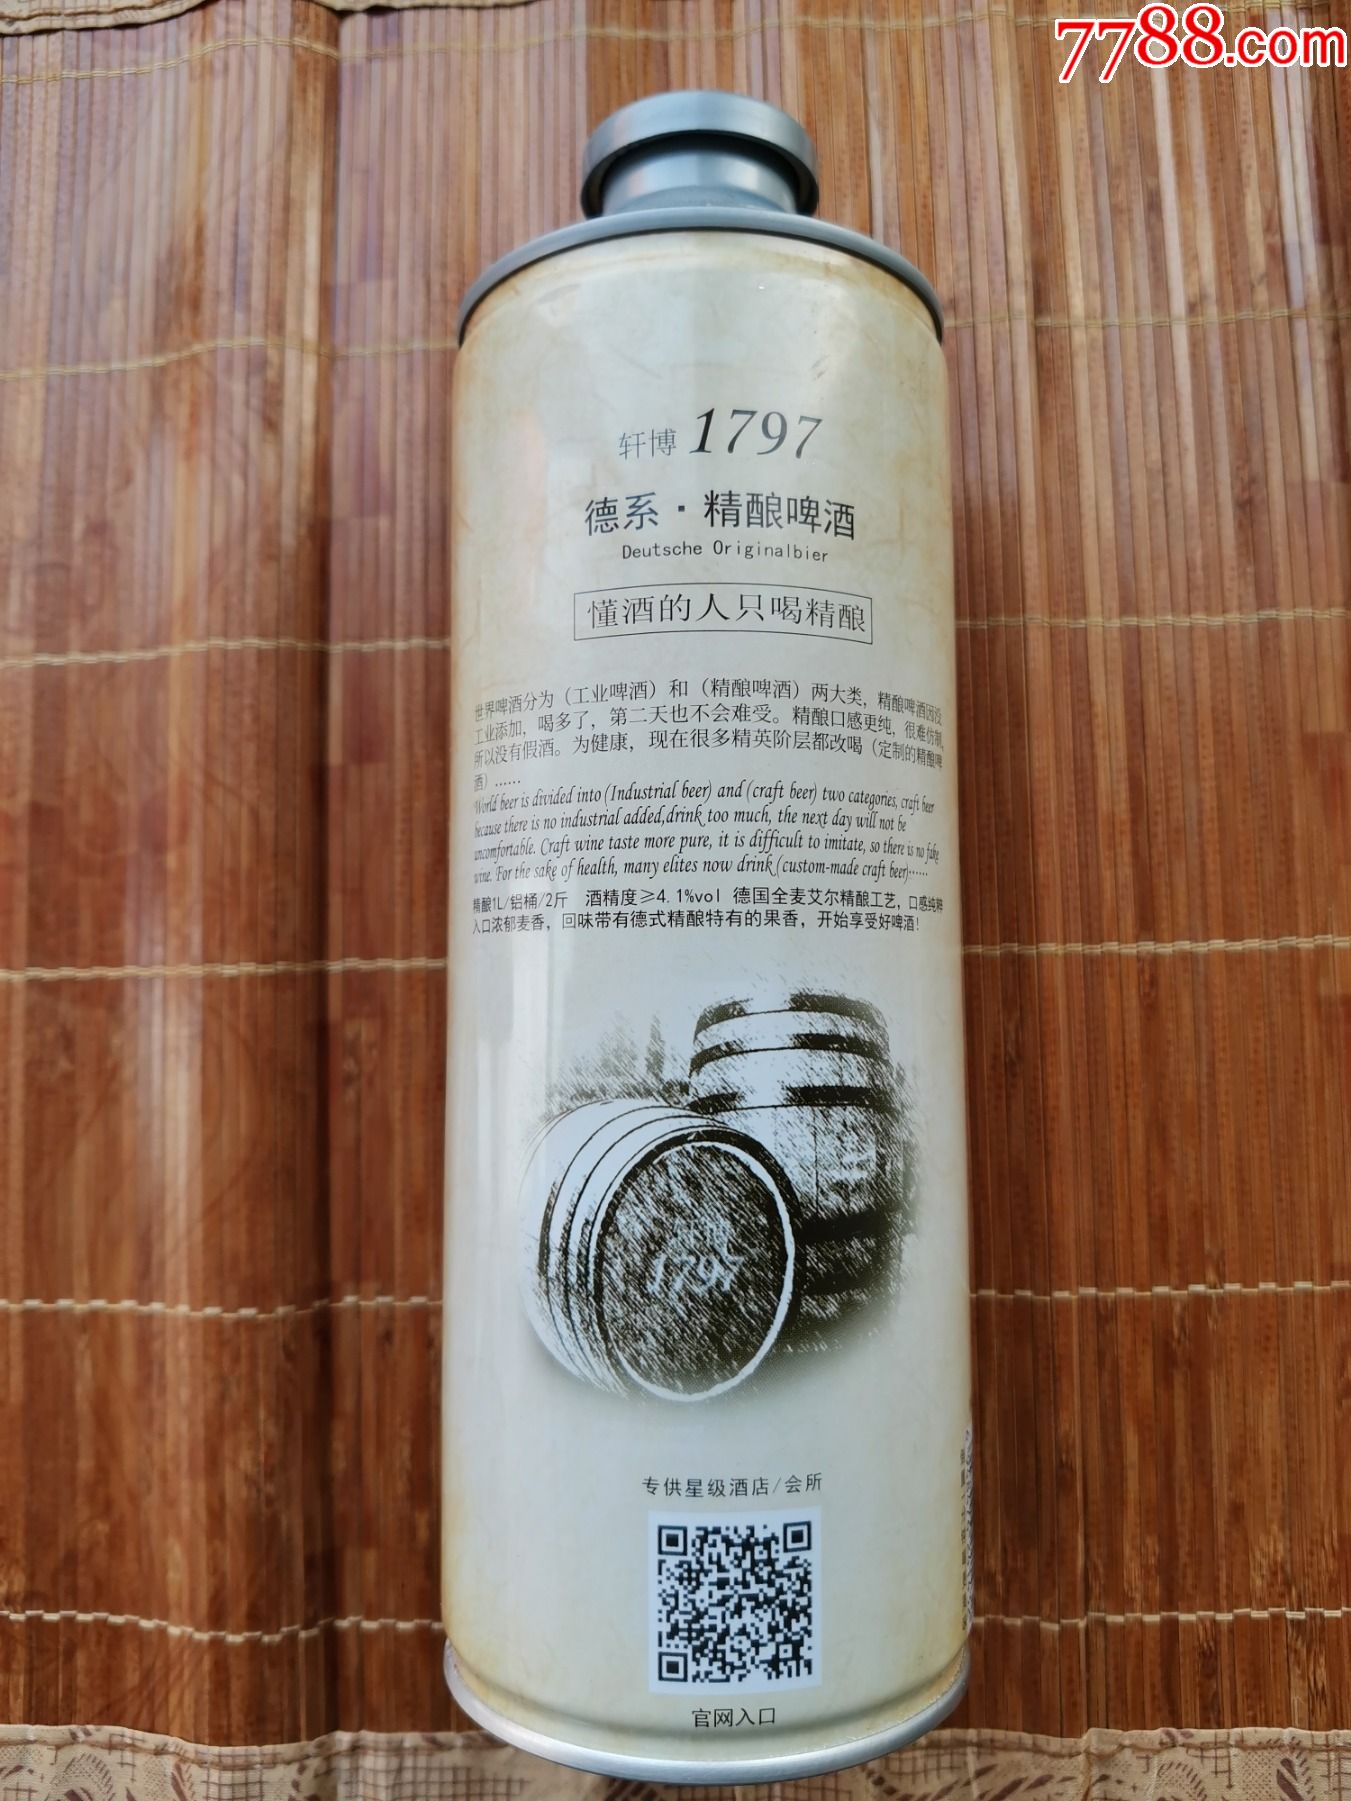 7788.com
轩博 1797
德系·精酿啤酒
Deutsche Originalbier
懂酒的人只喝精酿
世界啤酒分为（工业啤酒）和（精酿啤酒）两大类，精酿啤酒因没
工业添加，喝多了，第二天也不会难受。精酿口感更纯，很难仿制，
所以没有假酒。为健康，现在很多精英阶层都改喝（定制的精酿啤
酒）……
World beer is divided into (Industrial beer) and (craft beer) two categories, craft beer
because there is no industrial added,drink too much, the next day will not be
uncomfortable. Craft wine taste more pure, it is difficult to imitate, so there is no fake
wine. For the sake of health, many elites now drink (custom-made craft beer)……
精酿1L/铝桶/2斤 酒精度≥4.1%vol 德国全麦艾尔精酿工艺，口感纯粹
入口浓郁麦香，回味带有德式精酿特有的果香，开始享受好啤酒！
1797
专供星级酒店/会所
官网入口